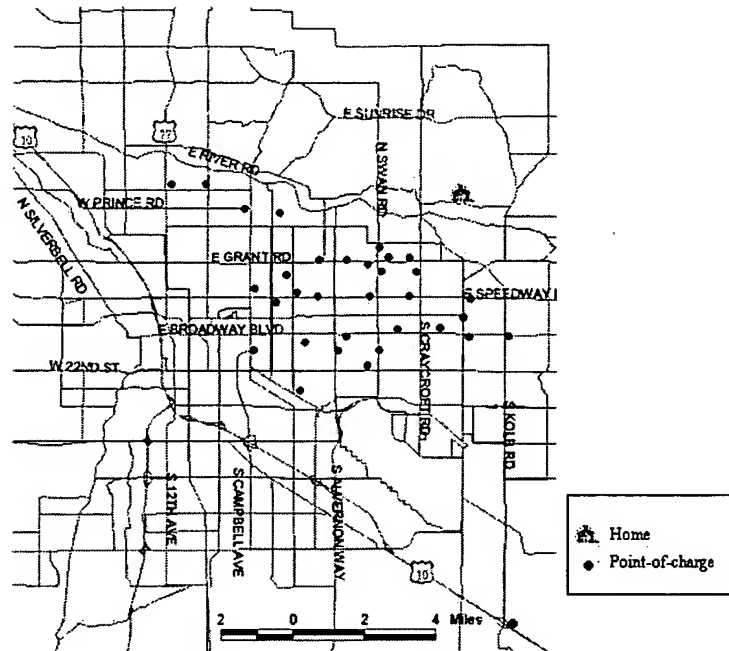 E SUNRISE DR
10
77
E RIVER RD
N SWAN RD
W PRINCE RD
N SILVERBELL RD
E GRANT RD
E SPEEDWAY
E BROADWAY BLVD
W 22ND ST
S CRAYCROFT RD
S KOLB RD
S 12TH AVE
S CAMPBELL AVE
S ALVERNON WAY
10
2 0 2 4 Miles
Home
Point-of-charge